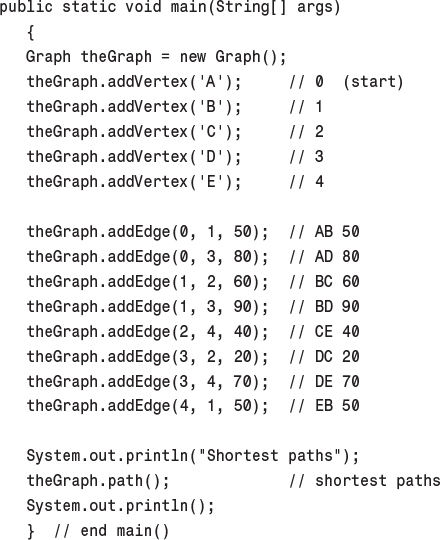 public static void main(String[] args)
{
Graph theGraph = new Graph();
theGraph.addVertex('A');     // 0  (start)
theGraph.addVertex('B');     // 1
theGraph.addVertex('C');     // 2
theGraph.addVertex('D');     // 3
theGraph.addVertex('E');     // 4

theGraph.addEdge(0, 1, 50);  // AB 50
theGraph.addEdge(0, 3, 80);  // AD 80
theGraph.addEdge(1, 2, 60);  // BC 60
theGraph.addEdge(1, 3, 90);  // BD 90
theGraph.addEdge(2, 4, 40);  // CE 40
theGraph.addEdge(3, 2, 20);  // DC 20
theGraph.addEdge(3, 4, 70);  // DE 70
theGraph.addEdge(4, 1, 50);  // EB 50

System.out.println("Shortest paths");
theGraph.path();             // shortest paths
System.out.println();
}  // end main()